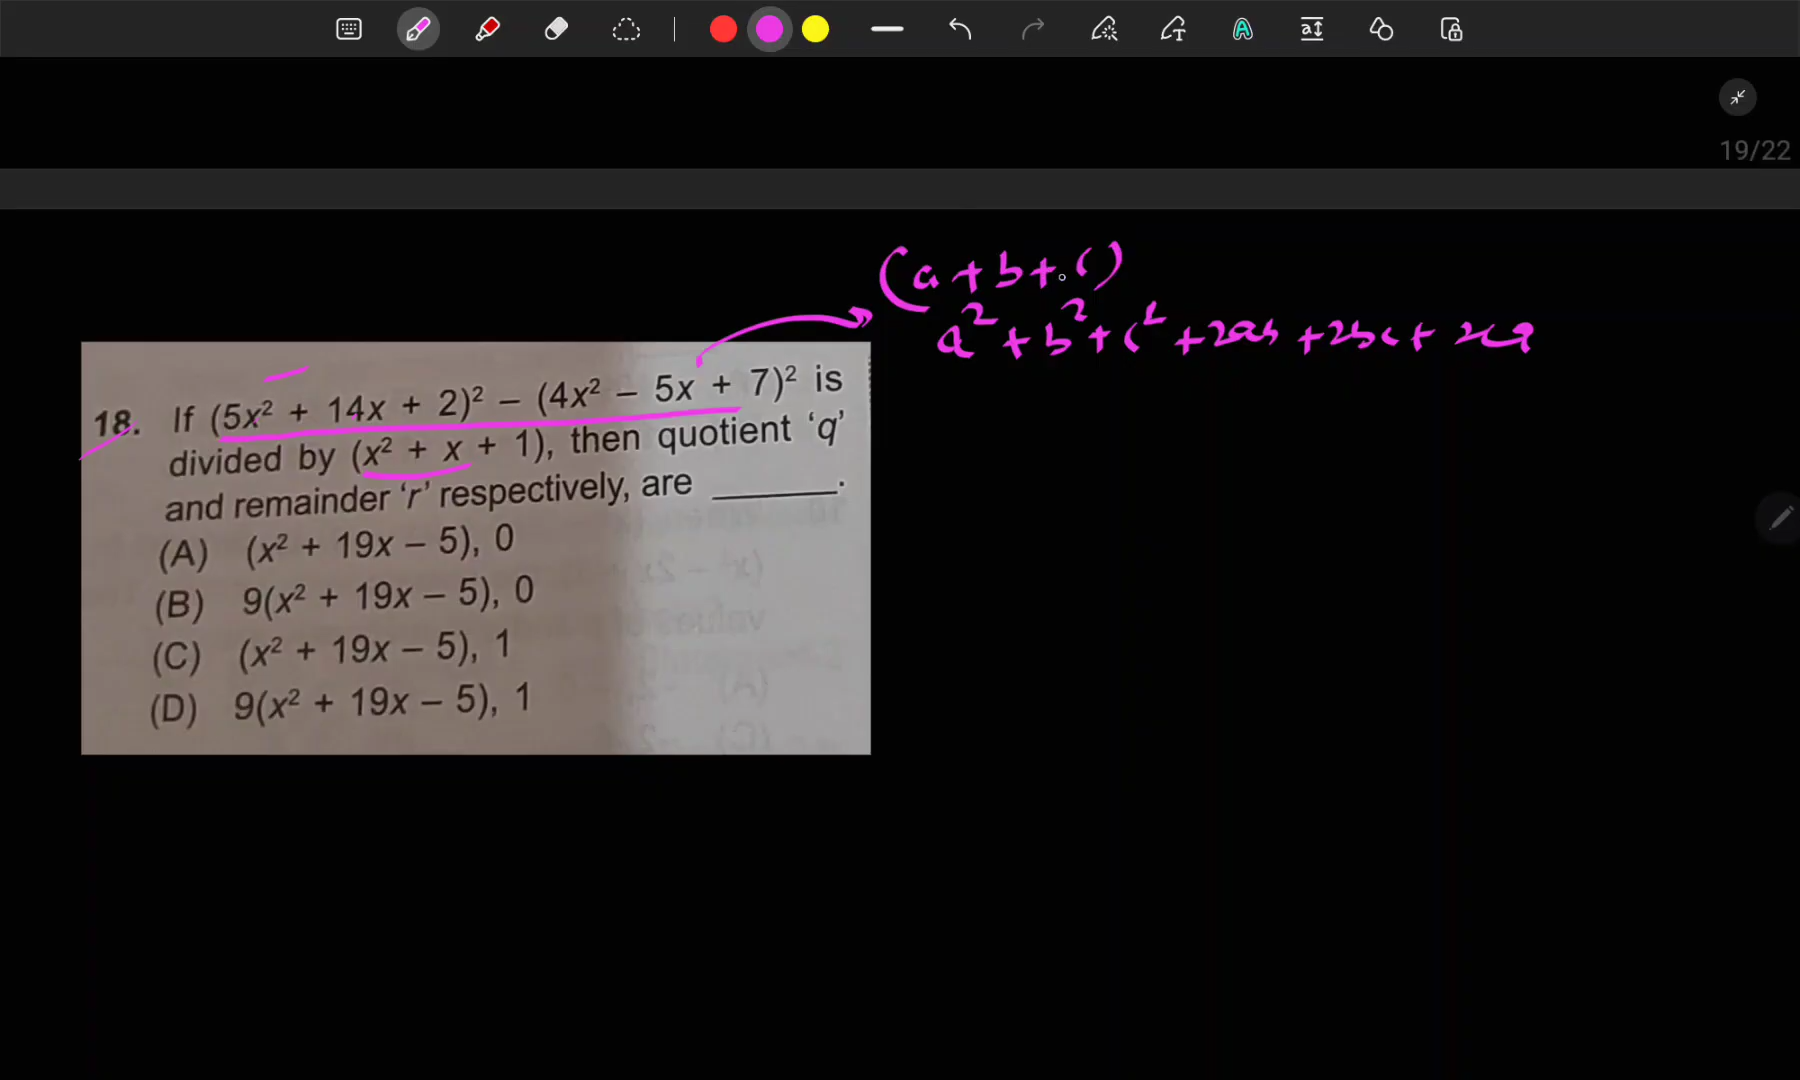 19/22
(a+b+c)
a²+b²+c²+2ab+2bc+2ca
18. If (5x² + 14x + 2)² – (4x² – 5x + 7)² is
divided by (x² + x + 1), then quotient ‘q’
and remainder ‘r’ respectively, are ______.
(A) (x² + 19x – 5), 0
(B) 9(x² + 19x – 5), 0
(C) (x² + 19x – 5), 1
(D) 9(x² + 19x – 5), 1